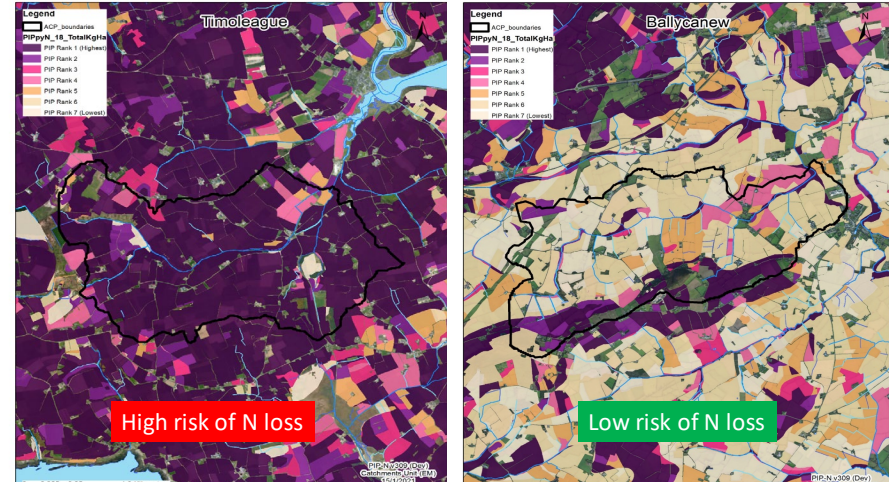 Timoleague
Legend
ACP_boundaries
PIPpyN_18_TotalKgHa
PIP Rank 1 (Highest)
PIP Rank 2
PIP Rank 3
PIP Rank 4
PIP Rank 5
PIP Rank 6
PIP Rank 7 (Lowest)
N
High risk of N loss
PIP-N v309 (Dev)
Catchments Unit (EM)
15/1/2021
Ballycanew
Legend
ACP_boundaries
PIPpyN_18_TotalKgHa
PIP Rank 1 (Highest)
PIP Rank 2
PIP Rank 3
PIP Rank 4
PIP Rank 5
PIP Rank 6
PIP Rank 7 (Lowest)
N
Low risk of N loss
PIP-N v309 (Dev)